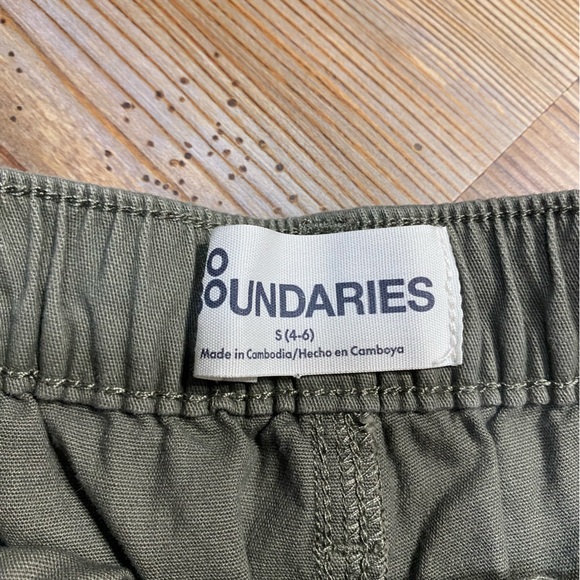 O
OUNDARIES
S (4-6)
Made in Cambodia/Hecho en Camboya